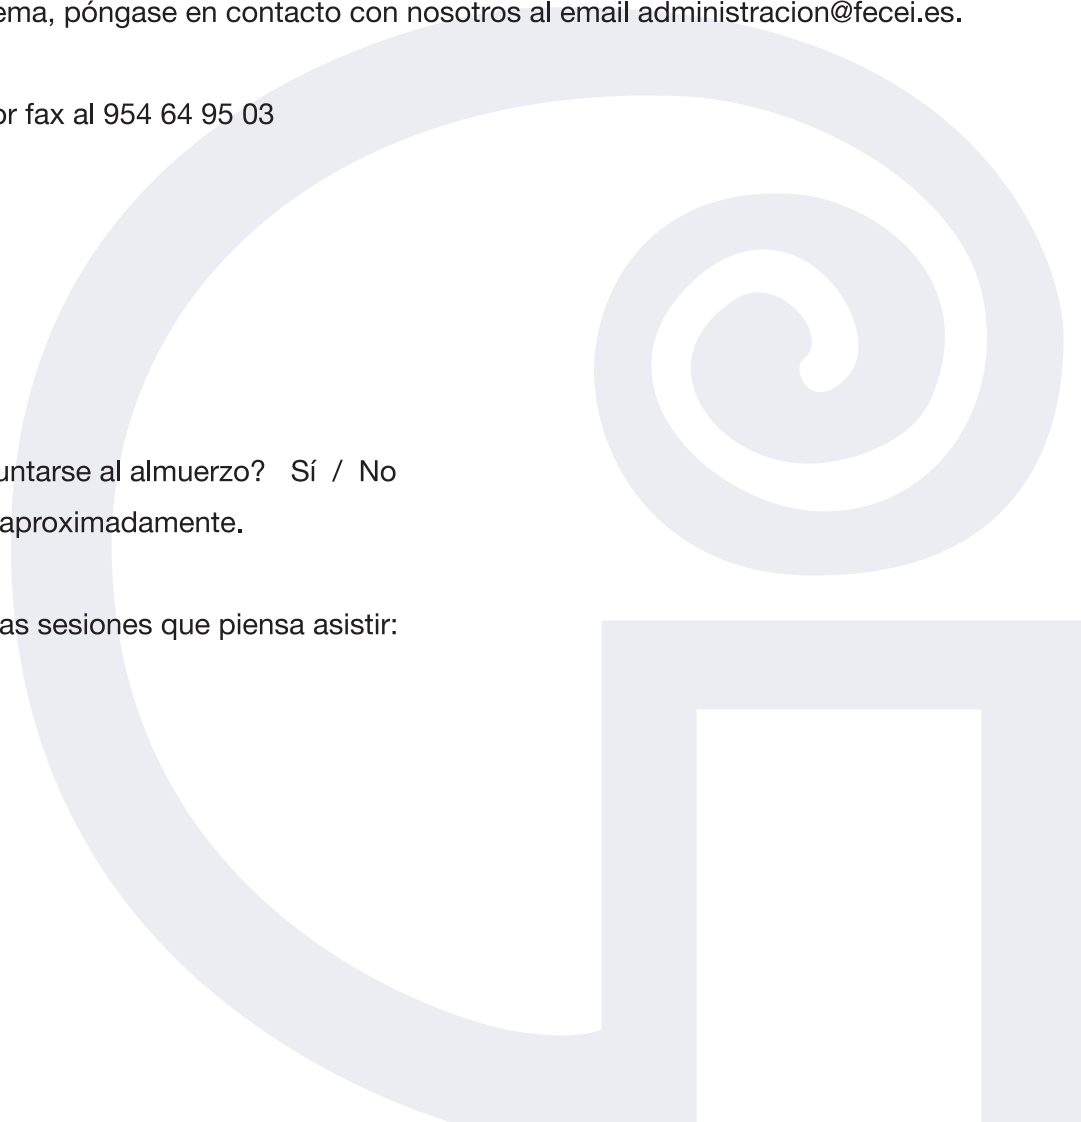 ema, póngase en contacto con nosotros al email administracion@fecei.es.
or fax al 954 64 95 03
untarse al almuerzo? Sí / No
aproximadamente.
as sesiones que piensa asistir: